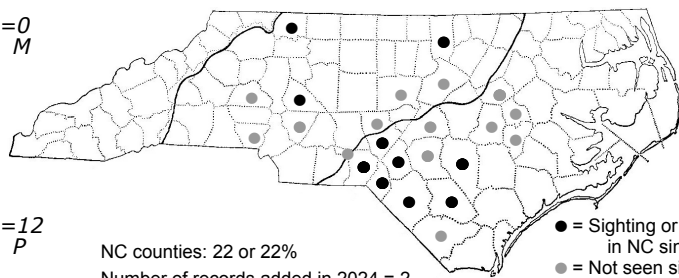 =0
M
=12
P
NC counties: 22 or 22%
● = Sighting or
in NC sin
● = Not seen si
Number of records added in 2024 = 2